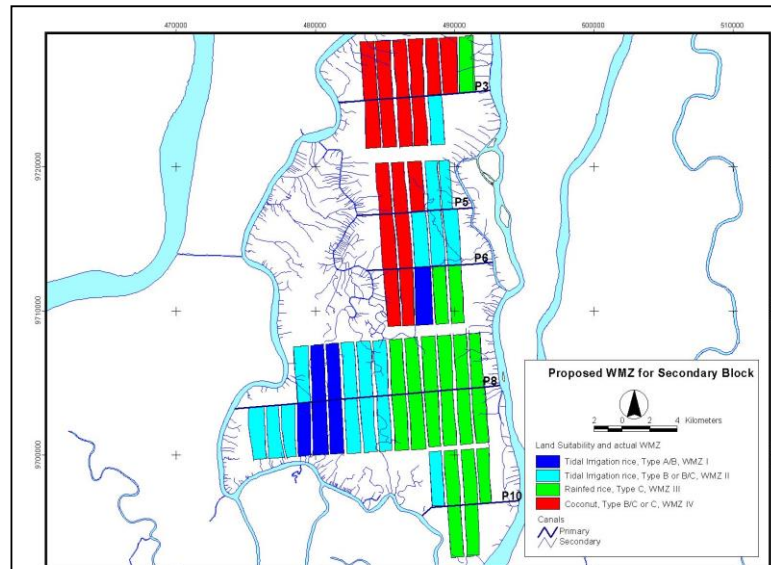 470000
480000
490000
600000
510000
9720000
9710000
9700000
P3
P5
P6
P8
P10
Proposed WMZ for Secondary Block
2 0 2 4 Kilometers
Land Suitability and actual WMZ
Tidal Irrigation rice, Type A/B, WMZ I
Tidal Irrigation rice, Type B or B/C, WMZ II
Rainfed rice, Type C, WMZ III
Coconut, Type B/C or C, WMZ IV
Canals
Primary
Secondary